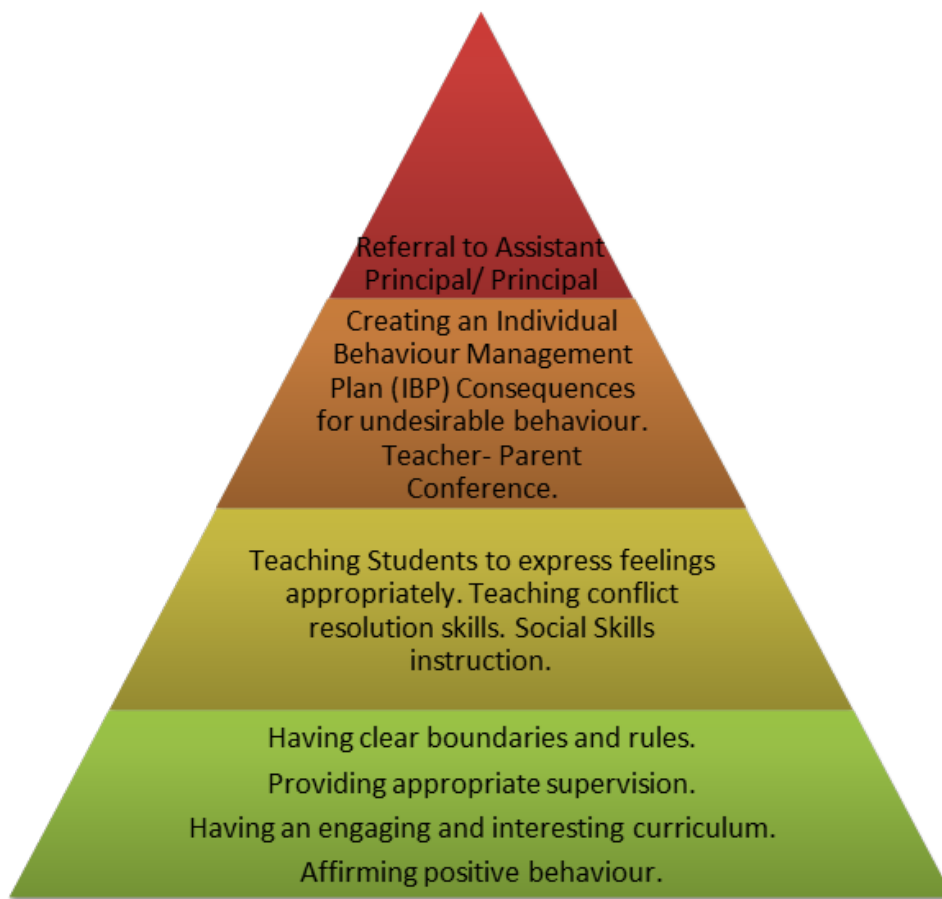 Referral to Assistant
Principal/ Principal
Creating an Individual
Behaviour Management
Plan (IBP) Consequences
for undesirable behaviour.
Teacher- Parent
Conference.
Teaching Students to express feelings
appropriately. Teaching conflict
resolution skills. Social Skills
instruction.
Having clear boundaries and rules.
Providing appropriate supervision.
Having an engaging and interesting curriculum.
Affirming positive behaviour.